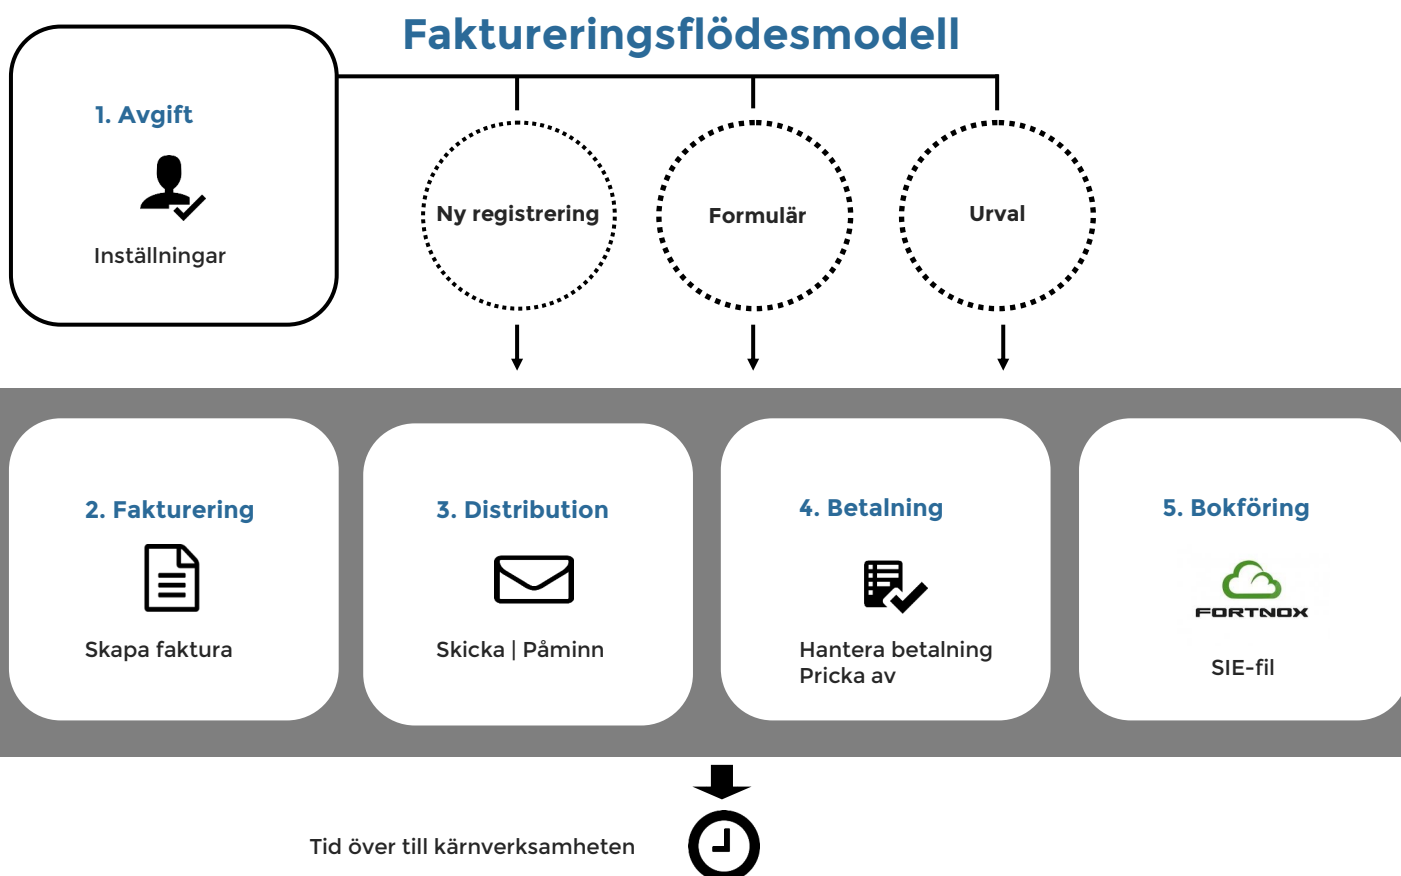 Faktureringsflödesmodell
1. Avgift
Inställningar
Ny registrering
Formulär
Urval
2. Fakturering
Skapa faktura
3. Distribution
Skicka | Påminn
4. Betalning
Hantera betalning
Pricka av
5. Bokföring
FORTNOX
SIE-fil
Tid över till kärnverksamheten